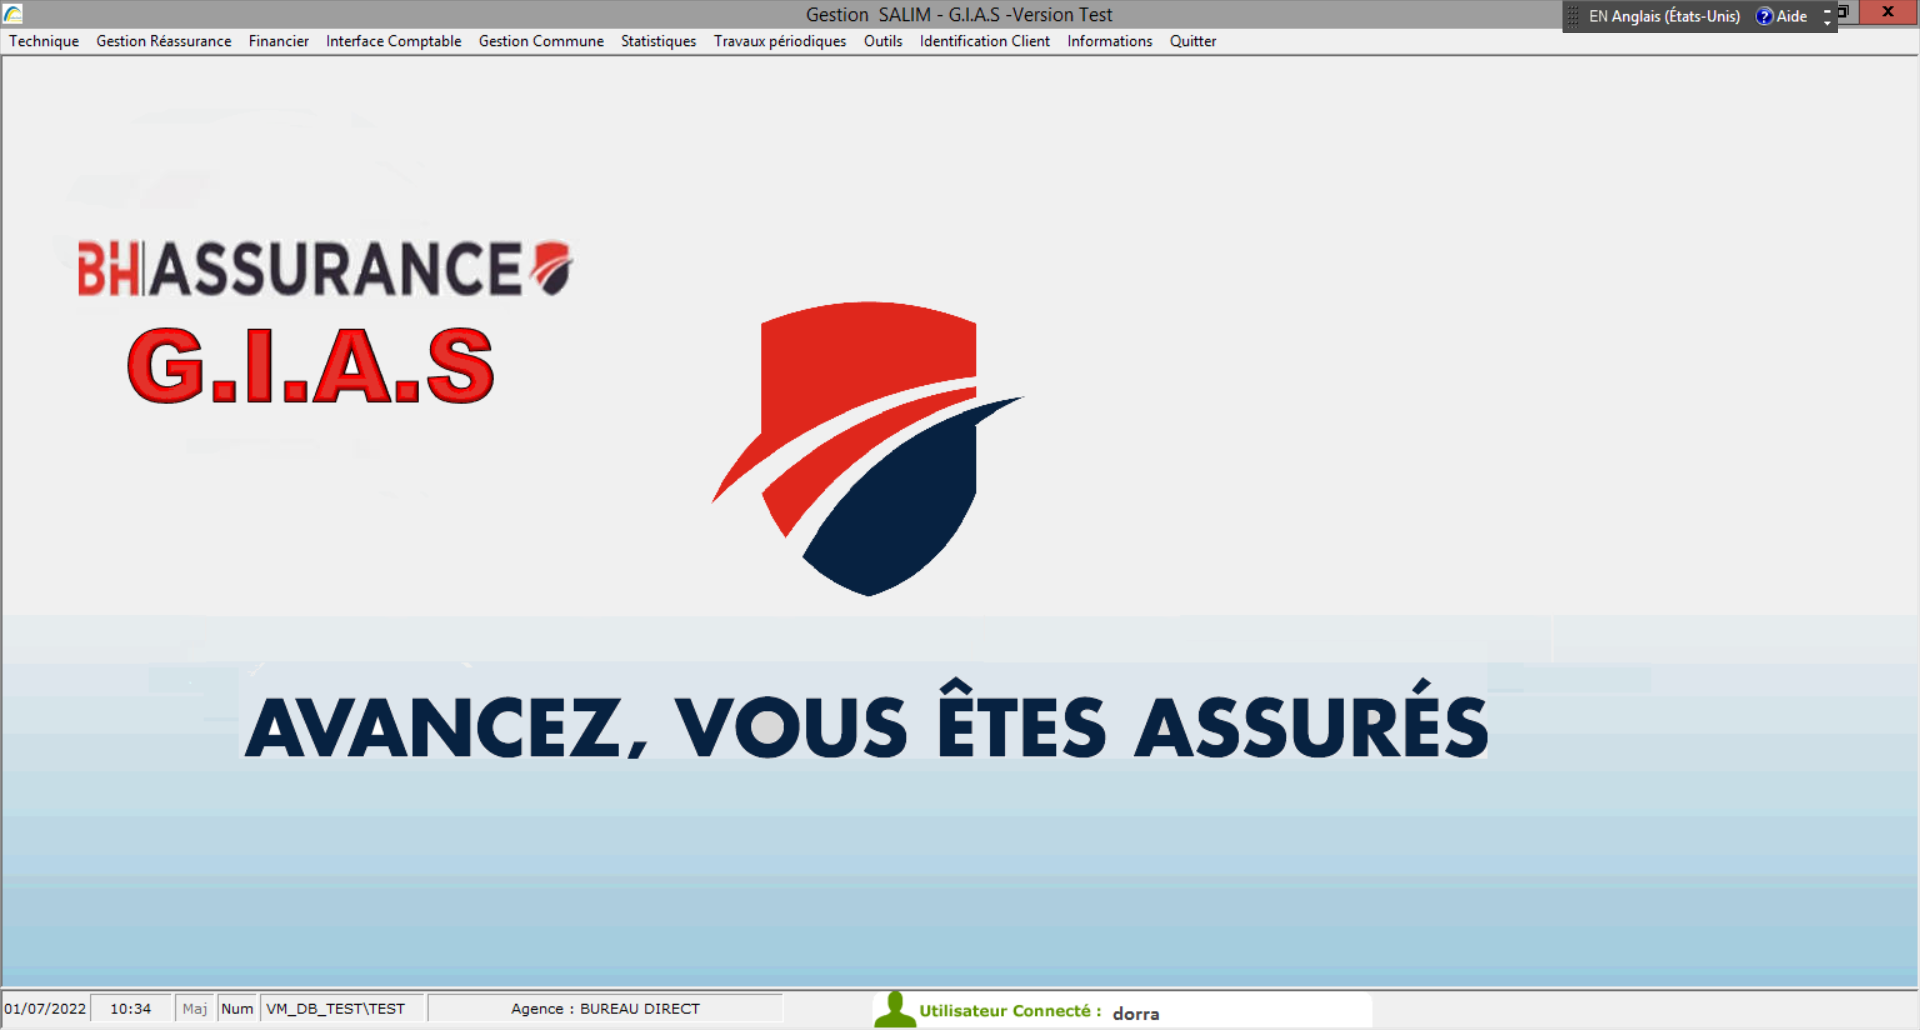 Gestion SALIM - G.I.A.S -Version Test
EN Anglais (États-Unis) ? Aide
X
Technique Gestion Réassurance Financier Interface Comptable Gestion Commune Statistiques Travaux périodiques Outils Identification Client Informations Quitter
BH ASSURANCE
G.I.A.S
AVANCEZ, VOUS ÊTES ASSURÉS
01/07/2022 10:34 Maj Num VM_DB_TEST\TEST Agence : BUREAU DIRECT Utilisateur Connecté : dorra